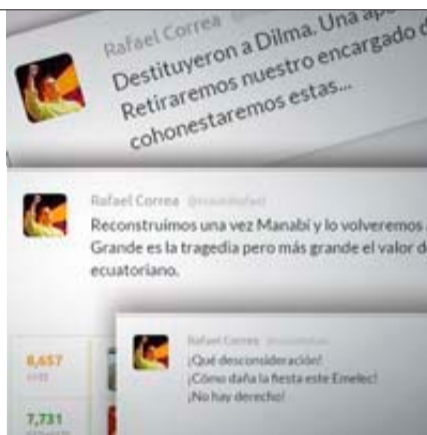 Rafael Correa
Destituyeron a Dilma. Una
Retiraremos nuestro encargado
cohonestaremos estas...
Rafael Correa
Reconstruimos una vez Manabí y lo volveremos
Grande es la tragedia pero más grande el valor
ecuatoriano.
8,657
7,731
Rafael Correa
¡Qué desconsideración!
¡Cómo daña la fiesta este Emelec!
¡No hay derecho!